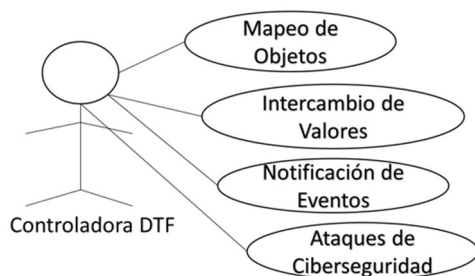 Mapeo de
Objetos
Intercambio de
Valores
Notificación de
Eventos
Controladora DTF
Ataques de
Ciberseguridad